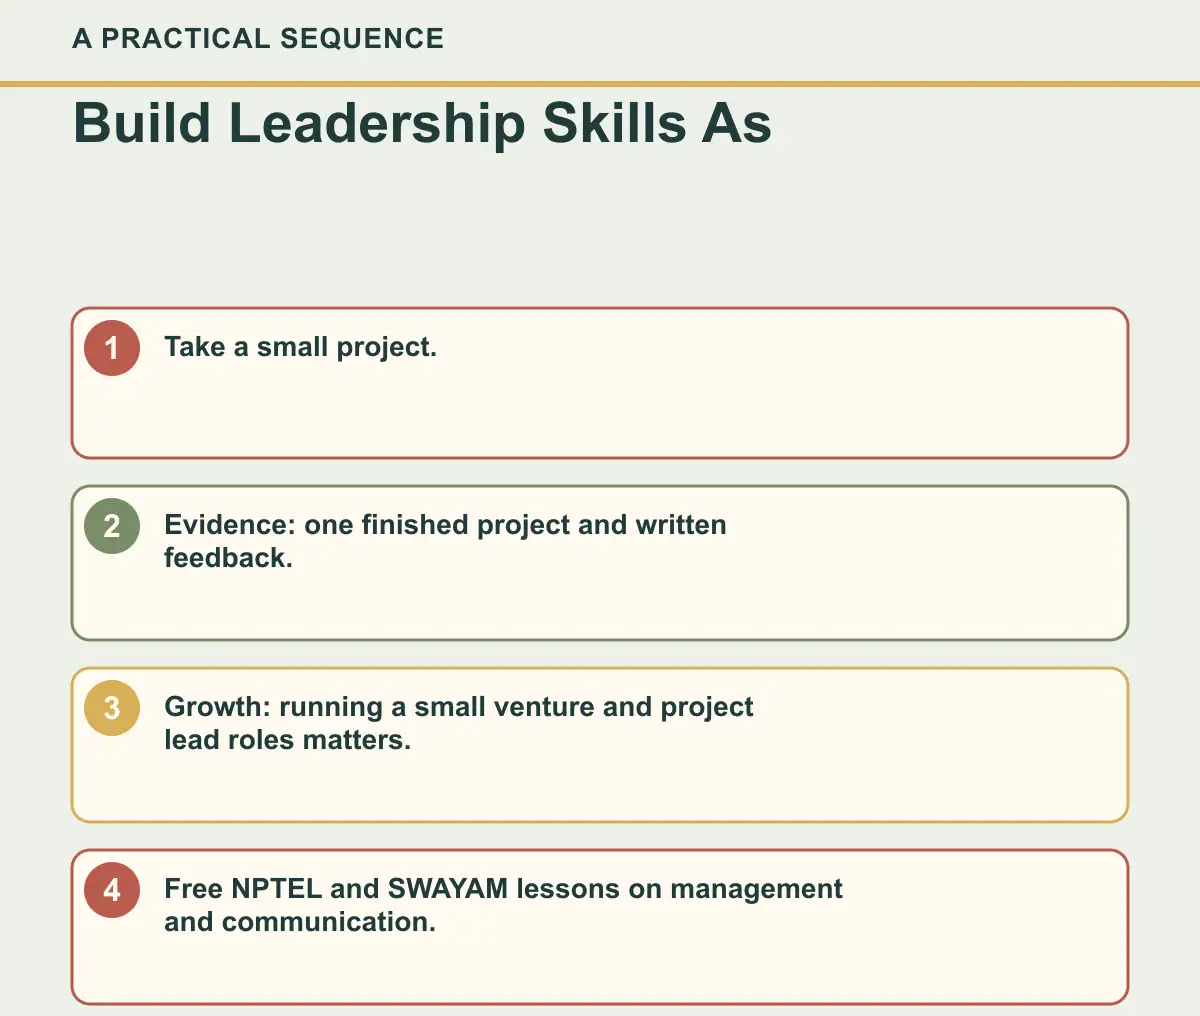 A PRACTICAL SEQUENCE
Build Leadership Skills As
1
Take a small project.
2
Evidence: one finished project and written
feedback.
3
Growth: running a small venture and project
lead roles matters.
4
Free NPTEL and SWAYAM lessons on management
and communication.